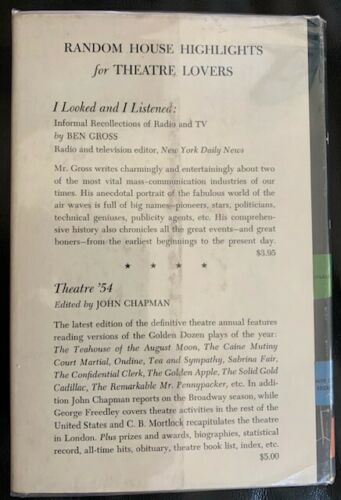 RANDOM HOUSE HIGHLIGHTS
for THEATRE LOVERS
I Looked and I Listened:
Informal Recollections of Radio and TV
by BEN GROSS
Radio and television editor, New York Daily News
Mr. Gross writes charmingly and entertainingly about two
of the most vital mass-communication industries of our
times. His anecdotal portrait of the fabulous world of the
air waves is full of big names—pioneers, stars, politicians,
technical geniuses, publicity agents, etc. His comprehen-
sive history also chronicles all the great events—and great
boners—from the earliest beginnings to the present day.
$3.95
★ ★ ★ ★
Theatre '54
Edited by JOHN CHAPMAN
The latest edition of the definitive theatre annual features
reading versions of the Golden Dozen plays of the year:
The Teahouse of the August Moon, The Caine Mutiny
Court Martial, Ondine, Tea and Sympathy, Sabrina Fair,
The Confidential Clerk, The Golden Apple, The Solid Gold
Cadillac, The Remarkable Mr. Pennypacker, etc. In addi-
tion John Chapman reports on the Broadway season, while
George Freedley covers theatre activities in the rest of the
United States and C. B. Mortlock recapitulates the theatre
in London. Plus prizes and awards, biographies, statistical
record, all-time hits, obituary, theatre book list, index, etc.
$5.00